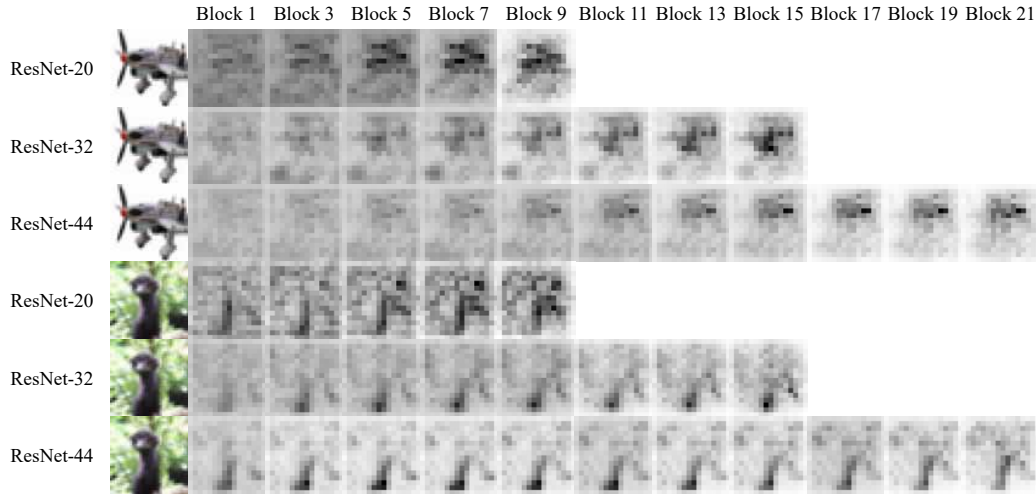 Block 1 Block 3 Block 5 Block 7 Block 9 Block 11 Block 13 Block 15 Block 17 Block 19 Block 21
ResNet-20
ResNet-32
ResNet-44
ResNet-20
ResNet-32
ResNet-44